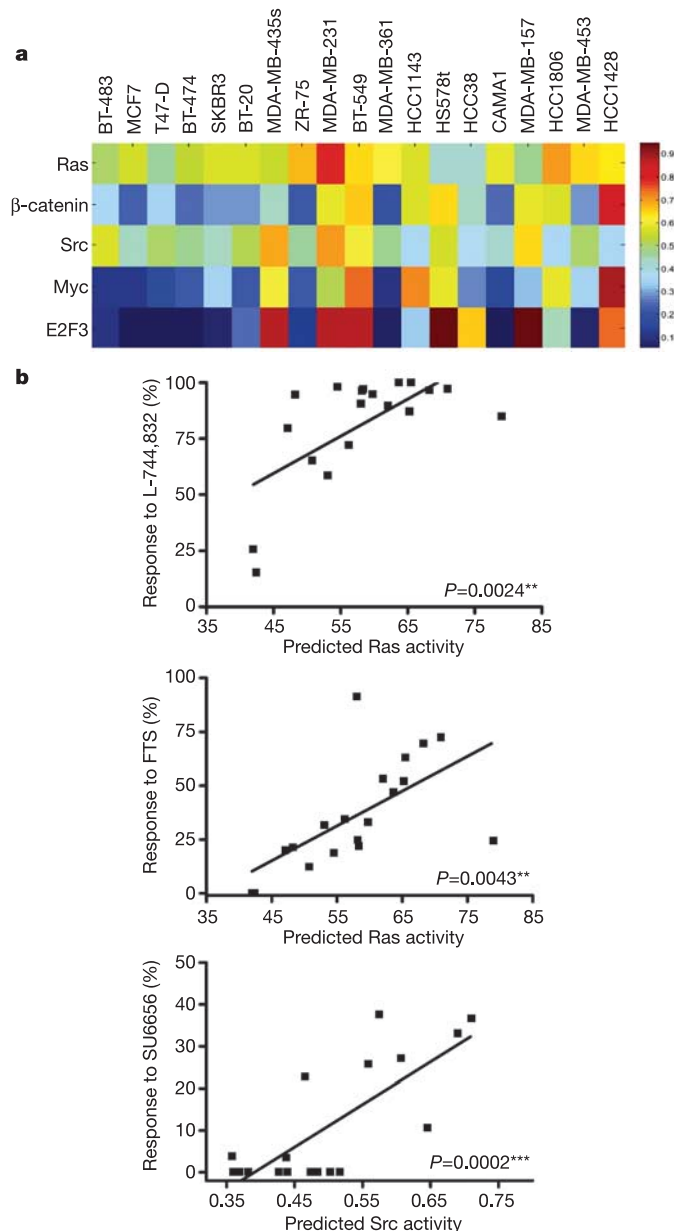 a
BT-483
MCF7
T47-D
BT-474
SKBR3
BT-20
MDA-MB-435s
ZR-75
MDA-MB-231
BT-549
MDA-MB-361
HCC1143
HS578t
HCC38
CAMA1
MDA-MB-157
HCC1806
MDA-MB-453
HCC1428
Ras
β-catenin
Src
Myc
E2F3
0.9
0.8
0.7
0.6
0.5
0.4
0.3
0.2
0.1
b
Response to L-744,832 (%)
100
75
50
25
0
P=0.0024**
35 45 55 65 75 85
Predicted Ras activity
Response to FTS (%)
100
75
50
25
0
P=0.0043**
35 45 55 65 75 85
Predicted Ras activity
Response to SU6656 (%)
50
40
30
20
10
0
P=0.0002***
0.35 0.45 0.55 0.65 0.75
Predicted Src activity